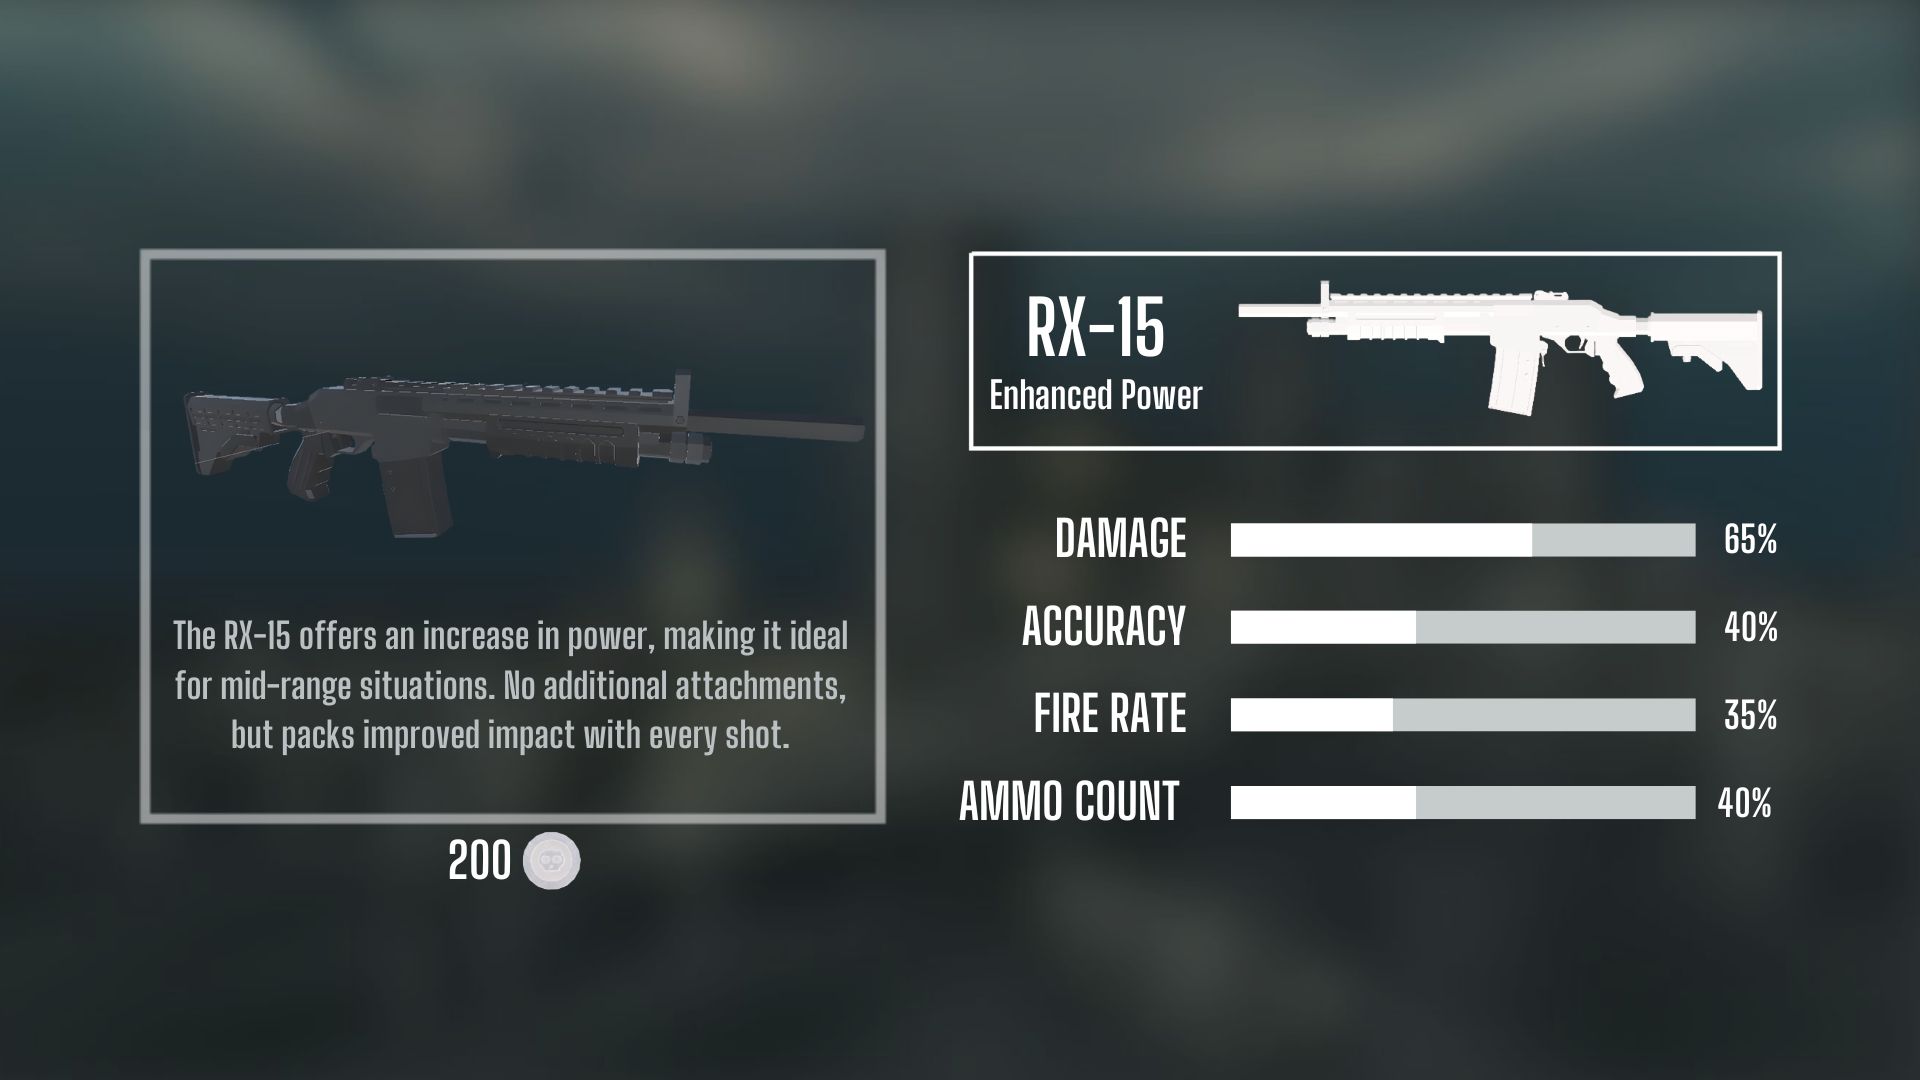 The RX-15 offers an increase in power, making it ideal
for mid-range situations. No additional attachments,
but packs improved impact with every shot.
200
RX-15
Enhanced Power
DAMAGE 65%
ACCURACY 40%
FIRE RATE 35%
AMMO COUNT 40%